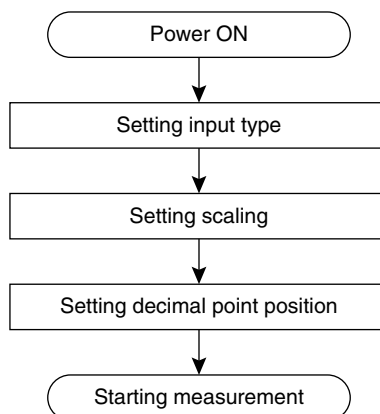 Power ON
Setting input type
Setting scaling
Setting decimal point position
Starting measurement